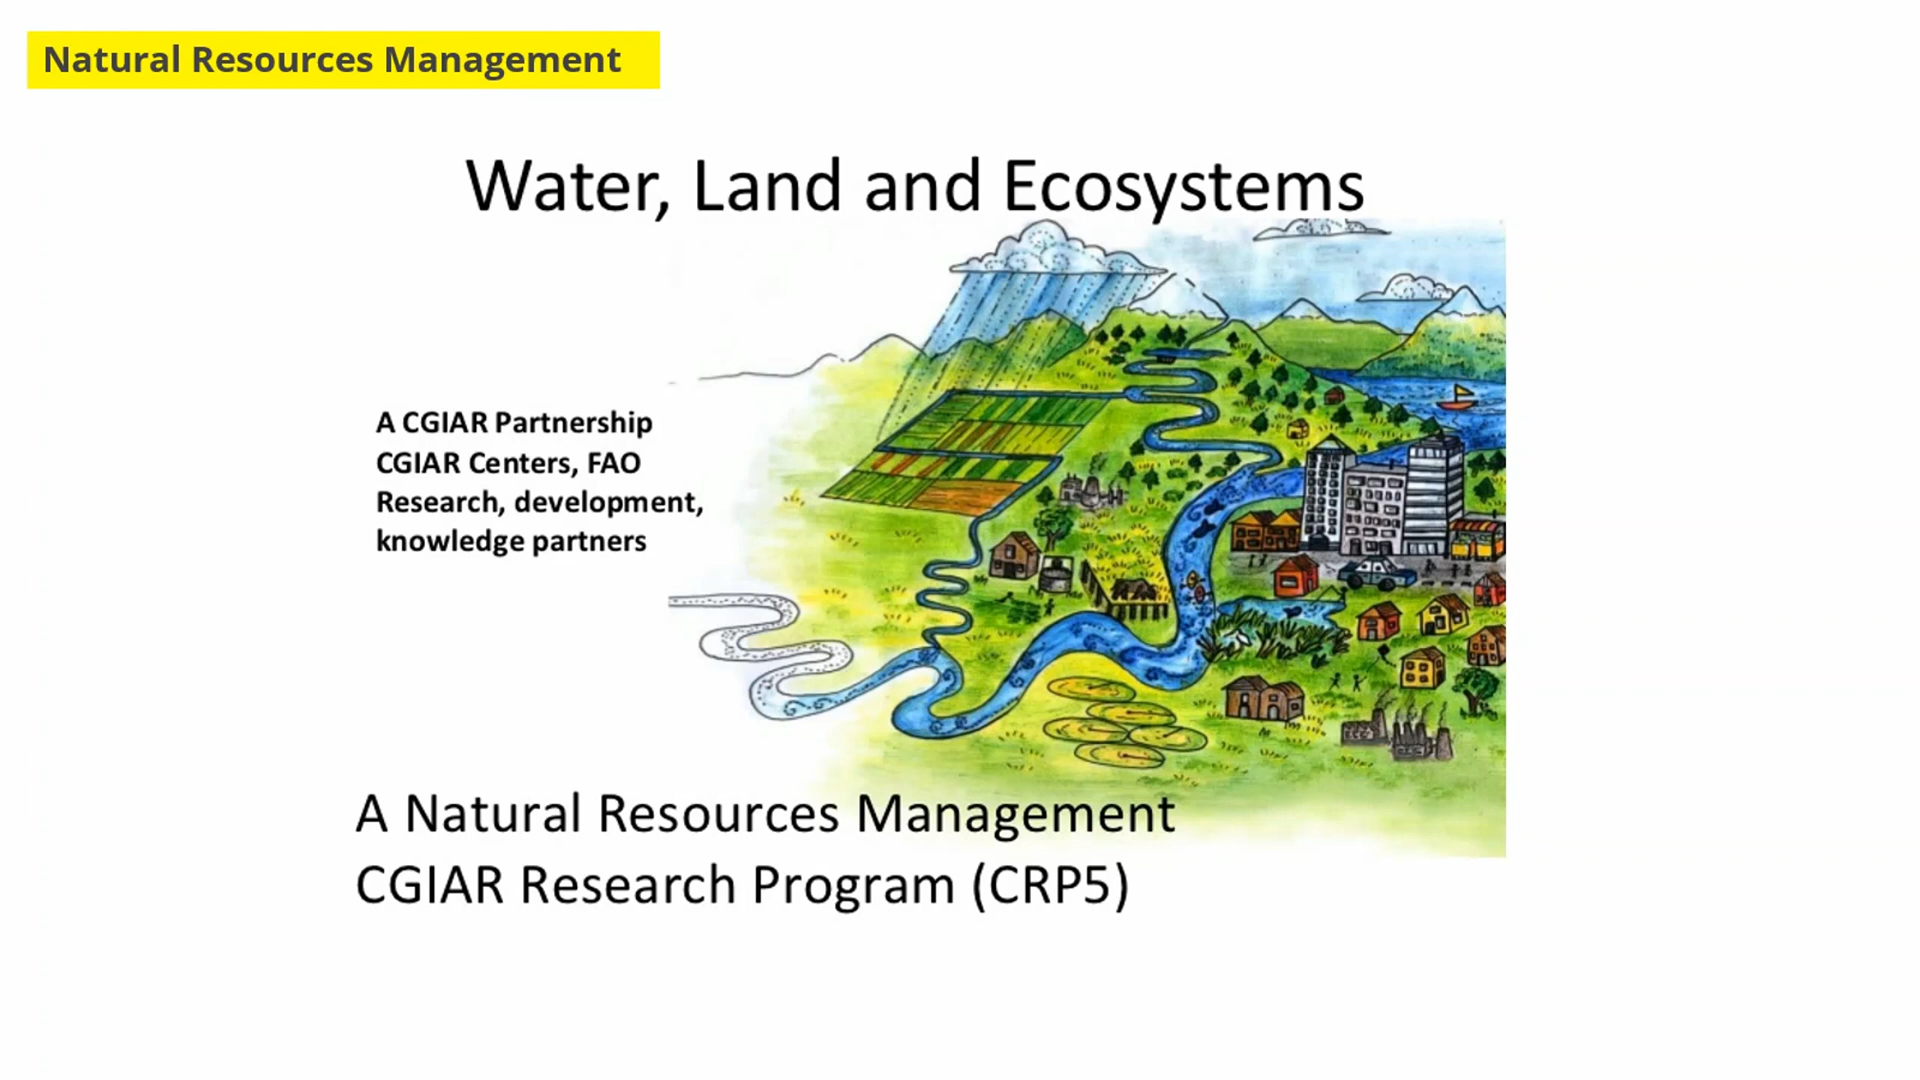 Natural Resources Management
Water, Land and Ecosystems
A CGIAR Partnership
CGIAR Centers, FAO
Research, development,
knowledge partners
A Natural Resources Management
CGIAR Research Program (CRP5)